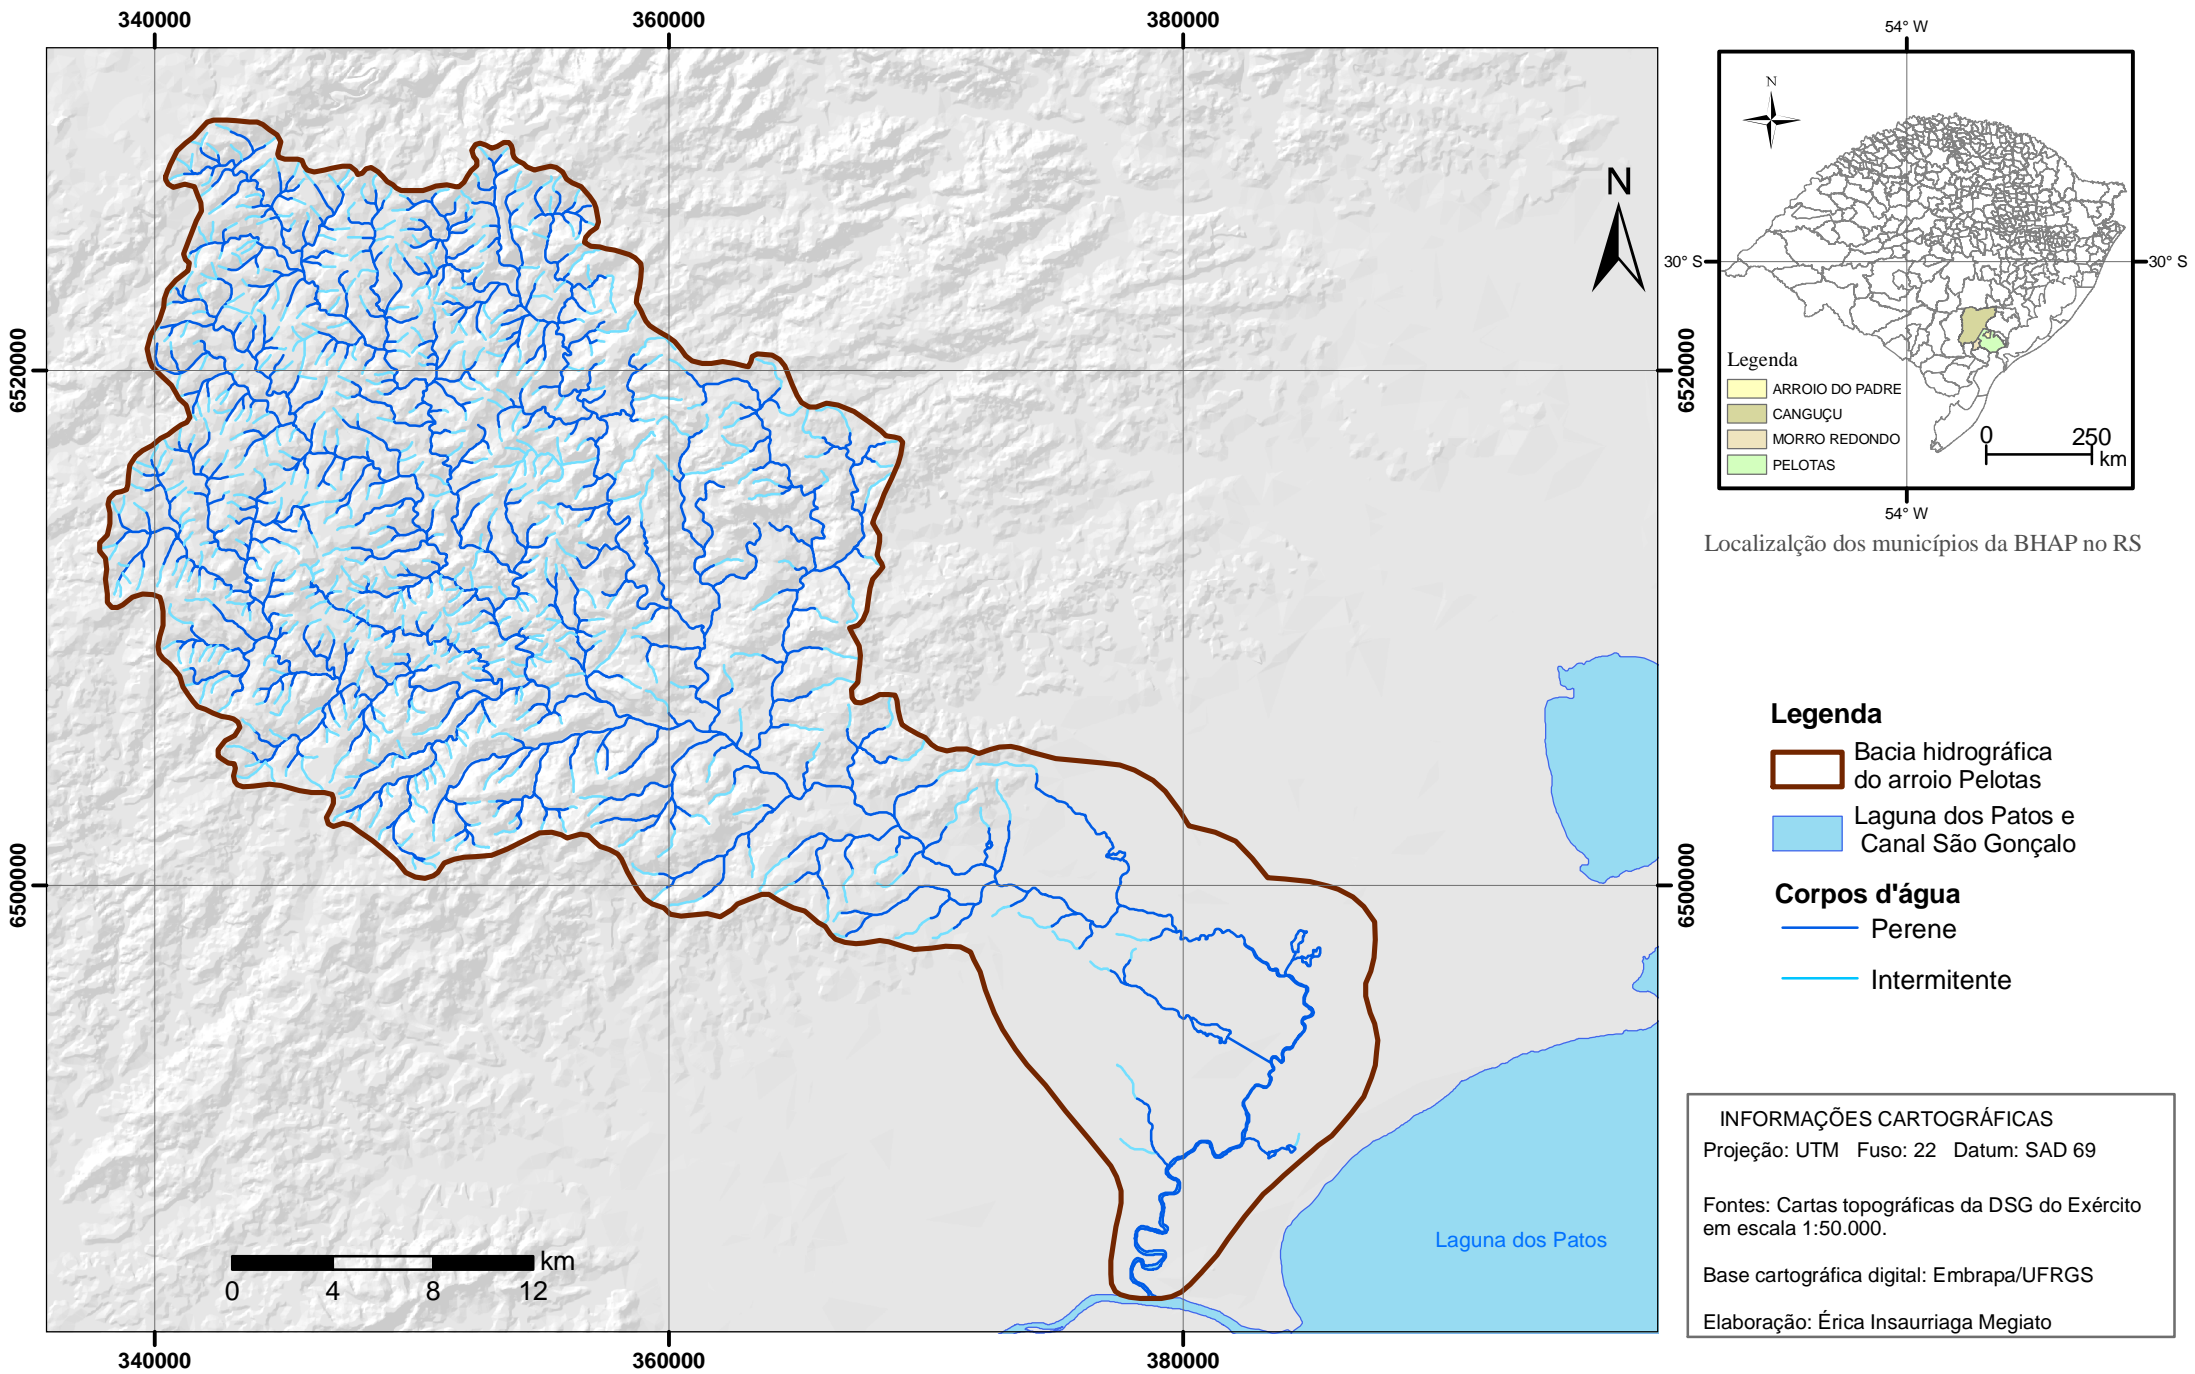 340000
360000
380000
6520000
6500000
6520000
6500000
340000
360000
380000
N
km
0
4
8
12
Laguna dos Patos
54° W
N
30° S
30° S
Legenda
ARROIO DO PADRE
CANGUÇU
MORRO REDONDO
PELOTAS
0
250
km
54° W
Localizalção dos municípios da BHAP no RS
Legenda
Bacia hidrográfica
do arroio Pelotas
Laguna dos Patos e
Canal São Gonçalo
Corpos d'água
Perene
Intermitente
INFORMAÇÕES CARTOGRÁFICAS
Projeção: UTM Fuso: 22 Datum: SAD 69
Fontes: Cartas topográficas da DSG do Exército
em escala 1:50.000.
Base cartográfica digital: Embrapa/UFRGS
Elaboração: Érica Insaurriaga Megiato